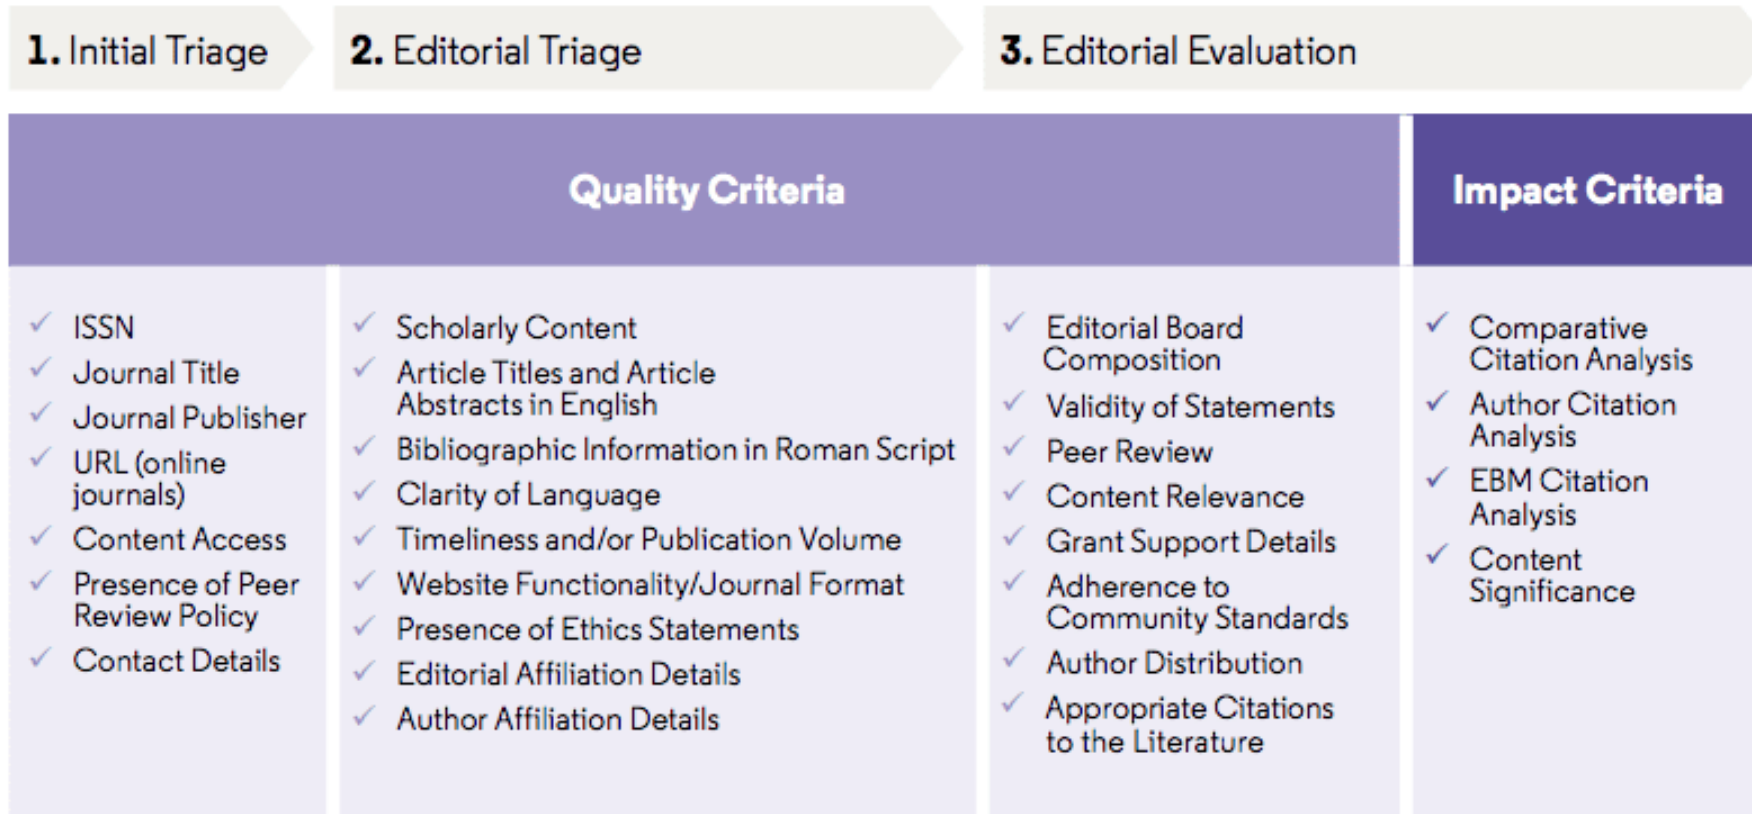 1. Initial Triage
2. Editorial Triage
3. Editorial Evaluation
Quality Criteria
Impact Criteria
✓ ISSN
✓ Journal Title
✓ Journal Publisher
✓ URL (online
journals)
✓ Content Access
✓ Presence of Peer
Review Policy
✓ Contact Details
✓ Scholarly Content
✓ Article Titles and Article
Abstracts in English
✓ Bibliographic Information in Roman Script
✓ Clarity of Language
✓ Timeliness and/or Publication Volume
✓ Website Functionality/Journal Format
✓ Presence of Ethics Statements
✓ Editorial Affiliation Details
✓ Author Affiliation Details
✓ Editorial Board
Composition
✓ Validity of Statements
✓ Peer Review
✓ Content Relevance
✓ Grant Support Details
✓ Adherence to
Community Standards
✓ Author Distribution
✓ Appropriate Citations
to the Literature
✓ Comparative
Citation Analysis
✓ Author Citation
Analysis
✓ EBM Citation
Analysis
✓ Content
Significance